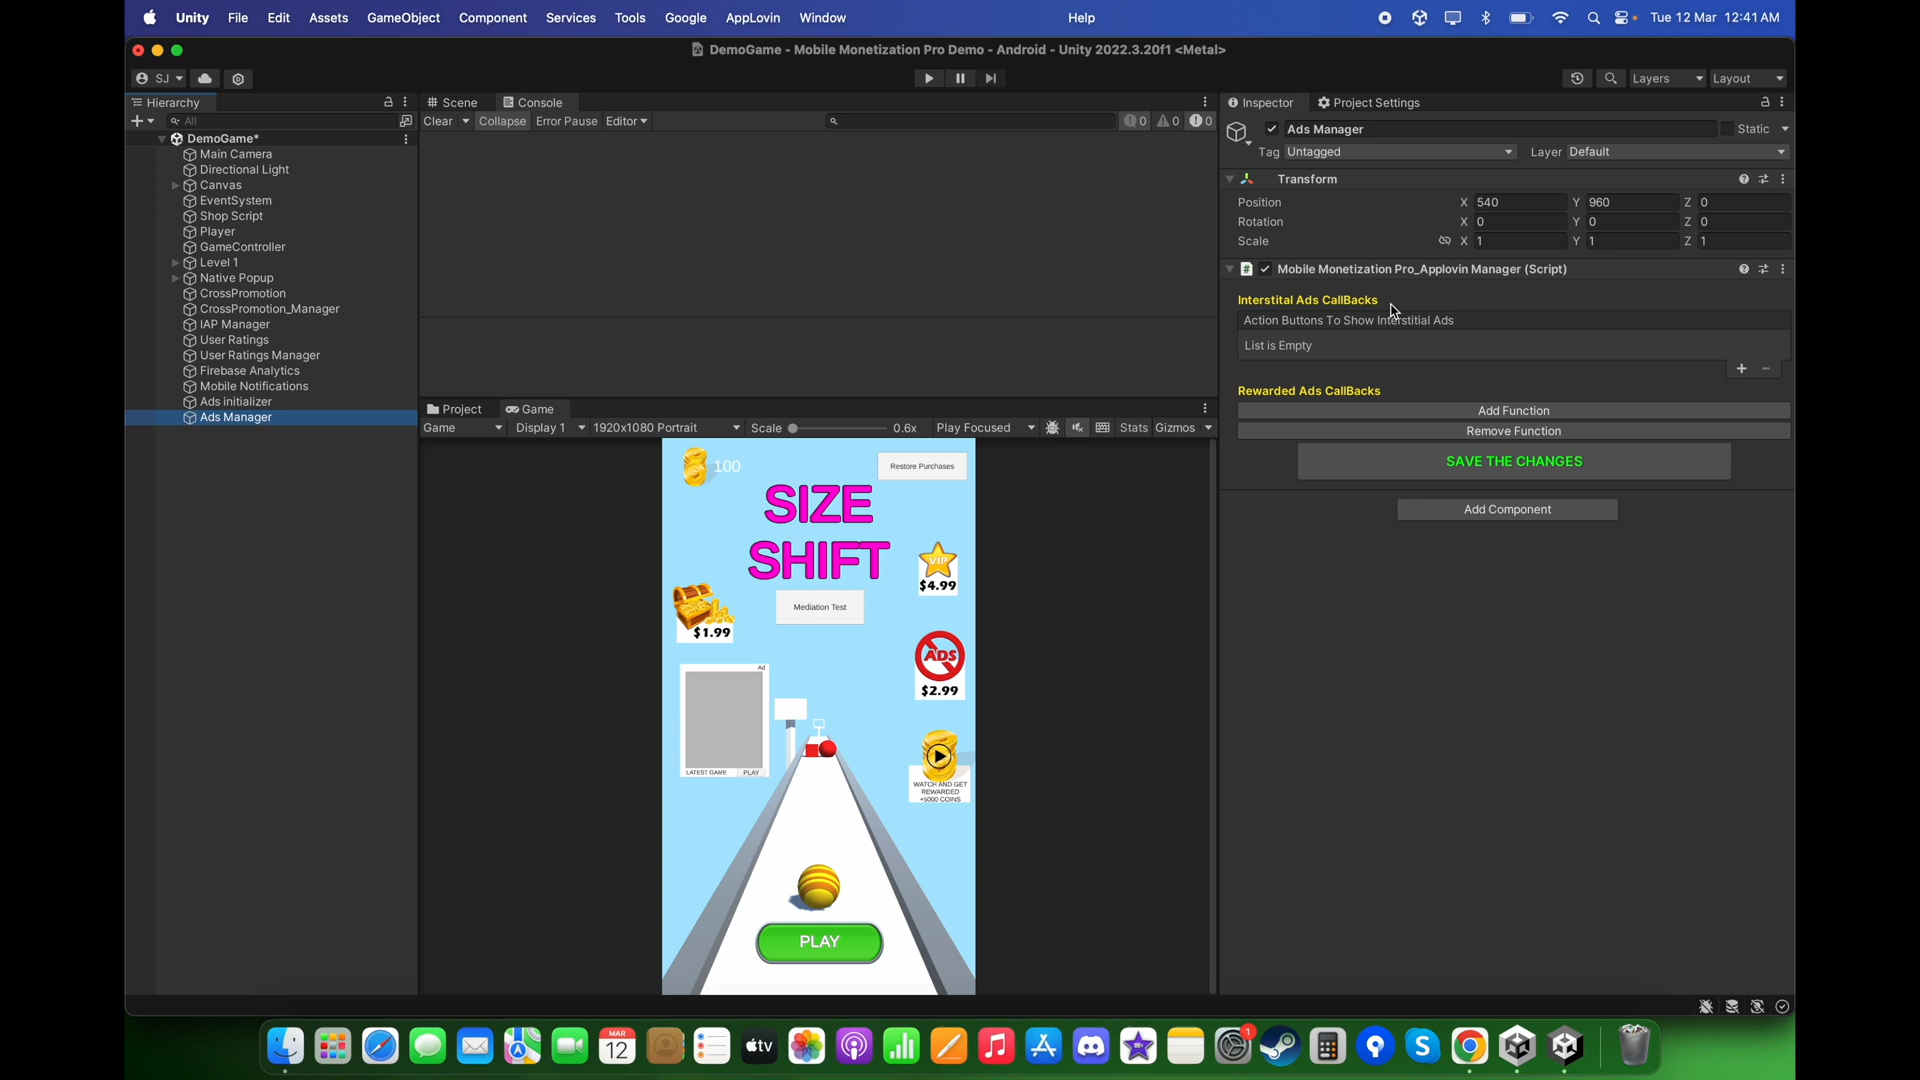 Unity File Edit Assets GameObject Component Services Tools Google AppLovin Window Help Tue 12 Mar 12:41 AM
DemoGame - Mobile Monetization Pro Demo - Android - Unity 2022.3.20f1 <Metal>
SJ Layers Layout
Hierarchy
All
DemoGame*
Main Camera
Directional Light
Canvas
EventSystem
Shop Script
Player
GameController
Level 1
Native Popup
CrossPromotion
CrossPromotion_Manager
IAP Manager
User Ratings
User Ratings Manager
Firebase Analytics
Mobile Notifications
Ads initializer
Ads Manager
Scene Console
Clear Collapse Error Pause Editor 0 0 0
Project Game
Game Display 1 1920x1080 Portrait Scale 0.6x Play Focused Stats Gizmos
100
Restore Purchases
SIZE
SHIFT
VIP
$4.99
Mediation Test
$1.99
ADS
$2.99
Ad
LATEST GAME PLAY
WATCH AND GET
REWARDED
+5000 COINS
PLAY
Inspector Project Settings
Ads Manager Static
Tag Untagged Layer Default
Transform
Position X 540 Y 960 Z 0
Rotation X 0 Y 0 Z 0
Scale X 1 Y 1 Z 1
# Mobile Monetization Pro_Applovin Manager (Script)
Interstital Ads CallBacks
Action Buttons To Show Interstitial Ads
List is Empty
Rewarded Ads CallBacks
Add Function
Remove Function
SAVE THE CHANGES
Add Component
MAR
12
tv
1